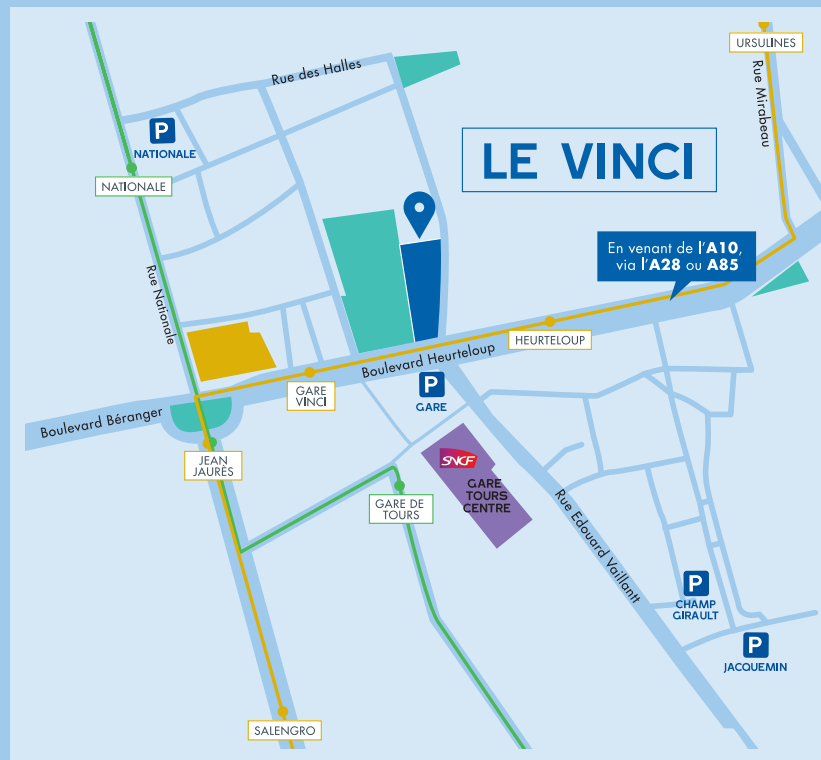 URSULINES
Rue des Halles
Rue Mirabeau
P
NATIONALE
LE VINCI
NATIONALE
En venant de l'A10,
via l'A28 ou A85
Rue Nationale
HEURTELOUP
Boulevard Heurteloup
GARE
VINCI
P
GARE
Boulevard Béranger
JEAN
JAURÈS
SNCF
GARE
TOURS
CENTRE
GARE DE
TOURS
Rue Edouard Vaillantt
P
CHAMP
GIRAULT
P
JACQUEMIN
SALENGRO